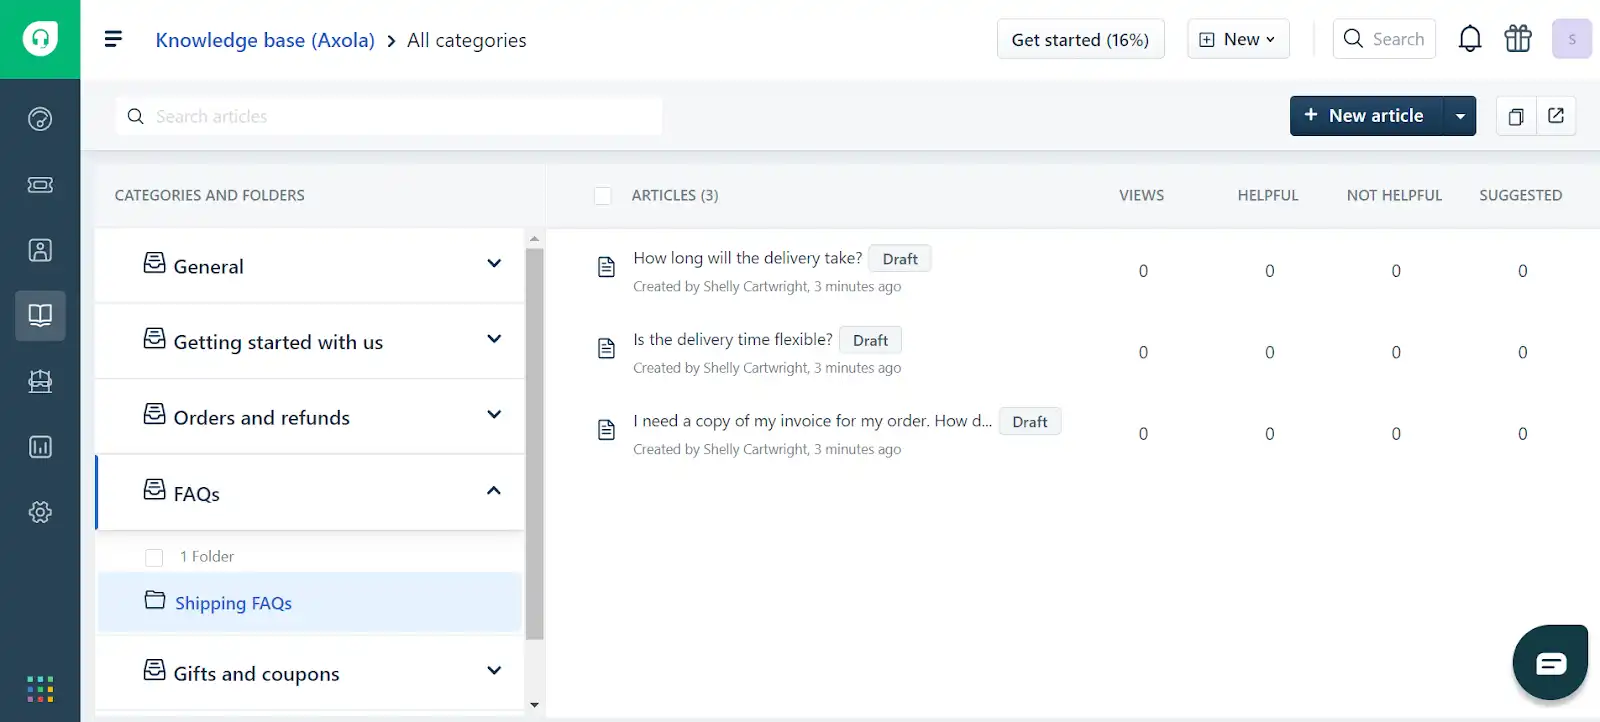 Knowledge base (Axola) > All categories
Get started (16%)
New
Search
S
Search articles
+ New article
CATEGORIES AND FOLDERS
ARTICLES (3)
VIEWS
HELPFUL
NOT HELPFUL
SUGGESTED
General
Getting started with us
Orders and refunds
FAQs
1 Folder
Shipping FAQs
Gifts and coupons
How long will the delivery take? Draft
Created by Shelly Cartwright, 3 minutes ago
0 0 0 0
Is the delivery time flexible? Draft
Created by Shelly Cartwright, 3 minutes ago
0 0 0 0
I need a copy of my invoice for my order. How d... Draft
Created by Shelly Cartwright, 3 minutes ago
0 0 0 0